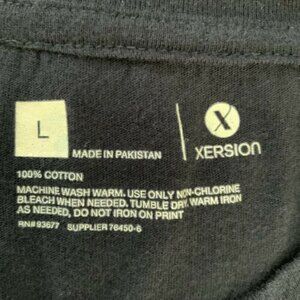 L
MADE IN PAKISTAN
X
XERSION
100% COTTON
MACHINE WASH WARM. USE ONLY NON-CHLORINE
BLEACH WHEN NEEDED. TUMBLE DRY. WARM IRON
AS NEEDED, DO NOT IRON ON PRINT
RN#93677 SUPPLIER 76450-6